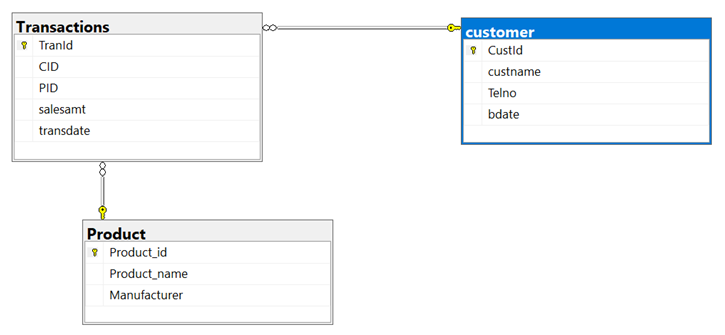 Transactions
TranId
CID
PID
salesamt
transdate
customer
CustId
custname
Telno
bdate
Product
Product_id
Product_name
Manufacturer